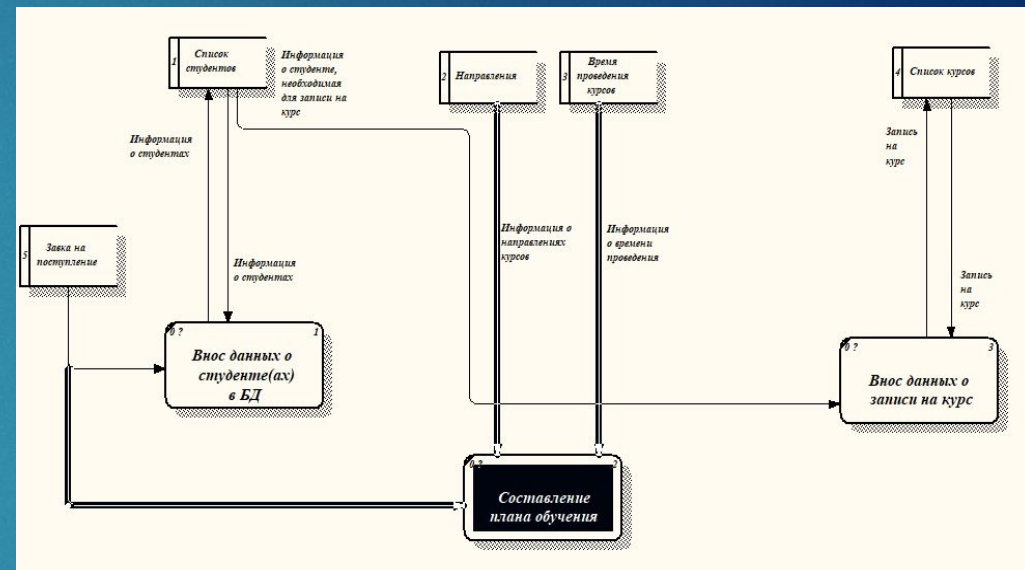 1
Список
студентов
Информация
о студенте,
необходимая
для записи на
курс
2
Направления
3
Время
проведения
курсов
4
Список курсов
Информация
о студентах
Запись
на
курс
5
Завка на
поступление
Информация о
направлениях
курсов
Информация
о времени
проведения
Информация
о студентах
Запись
на
курс
0 ?
1
Внос данных о
студенте(ах)
в БД
0 ?
3
Внос данных о
записи на курс
0 ?
2
Составление
плана обучения